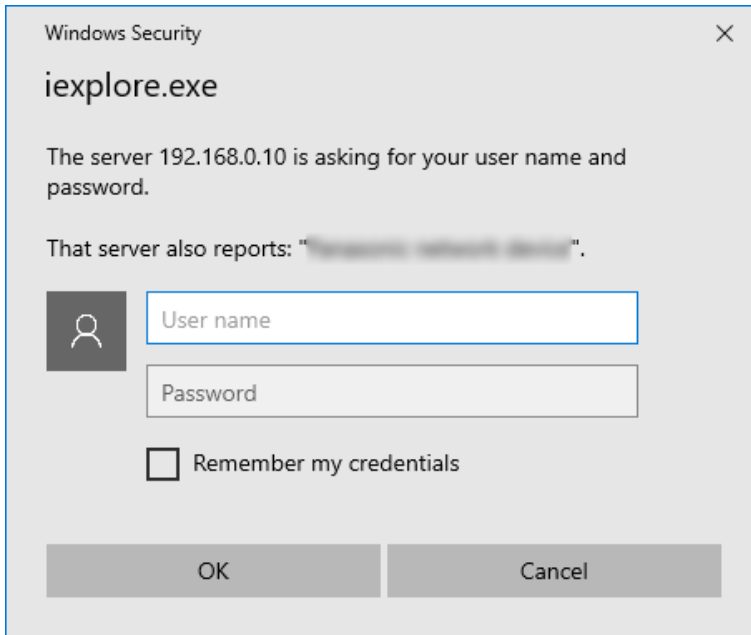 Windows Security
iexplore.exe
The server 192.168.0.10 is asking for your user name and
password.
That server also reports: "".
User name
Password
Remember my credentials
OK
Cancel